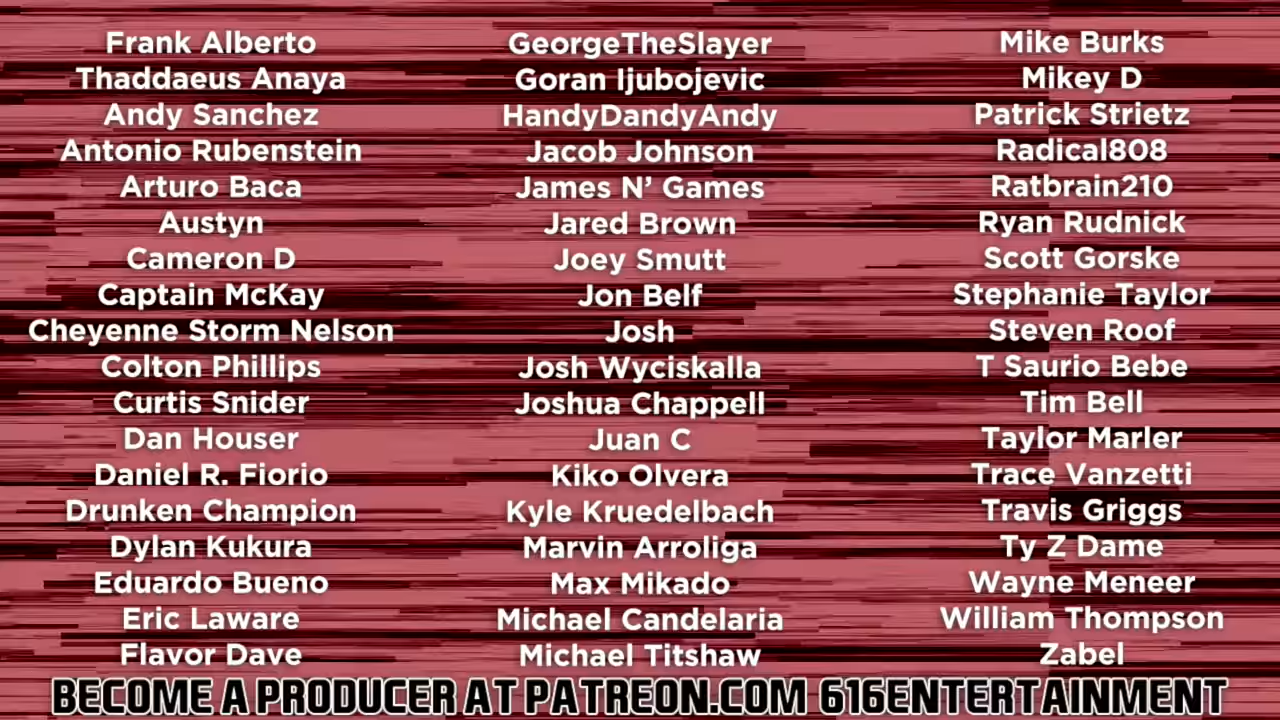 Frank Alberto
Thaddaeus Anaya
Andy Sanchez
Antonio Rubenstein
Arturo Baca
Austyn
Cameron D
Captain McKay
Cheyenne Storm Nelson
Colton Phillips
Curtis Snider
Dan Houser
Daniel R. Fiorio
Drunken Champion
Dylan Kukura
Eduardo Bueno
Eric Laware
Flavor Dave
GeorgeTheSlayer
Goran Ijubojevic
HandyDandyAndy
Jacob Johnson
James N’ Games
Jared Brown
Joey Smutt
Jon Belf
Josh
Josh Wyciskalla
Joshua Chappell
Juan C
Kiko Olvera
Kyle Kruedelbach
Marvin Arroliga
Max Mikado
Michael Candelaria
Michael Titshaw
Mike Burks
Mikey D
Patrick Strietz
Radical808
Ratbrain210
Ryan Rudnick
Scott Gorske
Stephanie Taylor
Steven Roof
T Saurio Bebe
Tim Bell
Taylor Marler
Trace Vanzetti
Travis Griggs
Ty Z Dame
Wayne Meneer
William Thompson
Zabel
BECOME A PRODUCER AT PATREON.COM 616ENTERTAINMENT